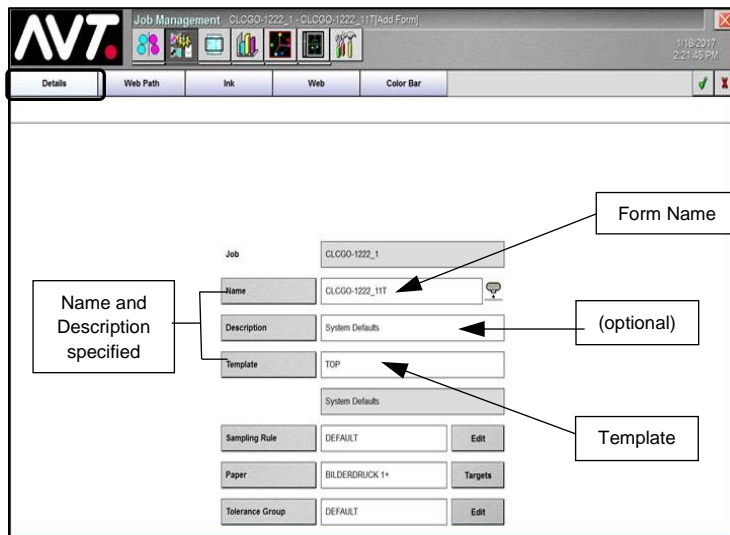 AVT.
Job Management CLCGO-1222_1 - CLCGO-1222_11T[Add Form]
1/16/2017
2:21:45 PM
Details Web Path Ink Web Color Bar
Form Name
Job CLCGO-1222_1
Name CLCGO-1222_11T
Name and
Description
specified
Description System Defaults
(optional)
Template TOP
System Defaults
Template
Sampling Rule DEFAULT Edit
Paper BILDERDRUCK 1+ Targets
Tolerance Group DEFAULT Edit